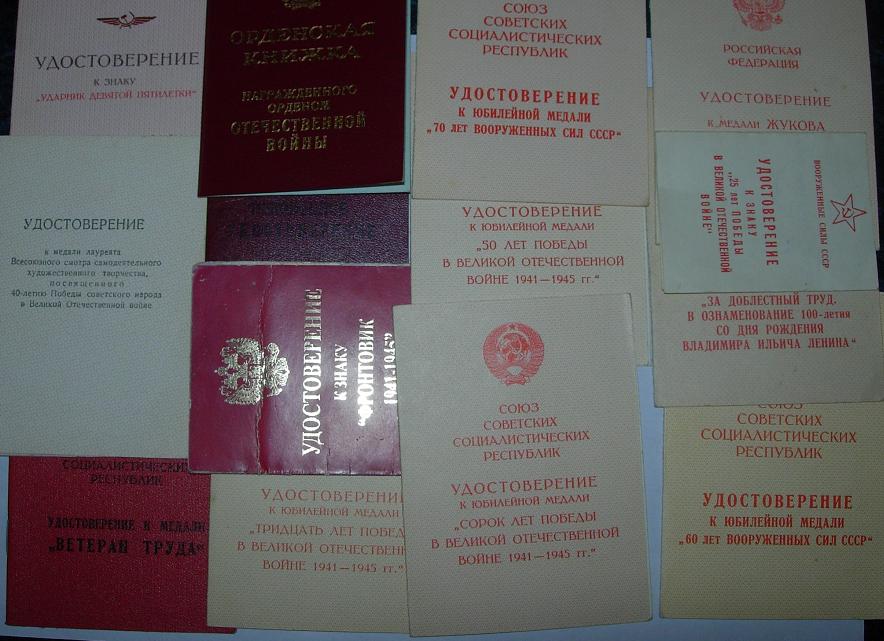 УДОСТОВЕРЕНИЕ
К ЗНАКУ
„УДАРНИК ДЕВЯТОЙ ПЯТИЛЕТКИ“
ОРДЕНСКАЯ
КНИЖКА
НАГРАЖДЕННОГО
ОРДЕНОМ
ОТЕЧЕСТВЕННОЙ
ВОЙНЫ
СОЮЗ
СОВЕТСКИХ
СОЦИАЛИСТИЧЕСКИХ
РЕСПУБЛИК
УДОСТОВЕРЕНИЕ
К ЮБИЛЕЙНОЙ МЕДАЛИ
„70 ЛЕТ ВООРУЖЕННЫХ СИЛ СССР“
РОССИЙСКАЯ
ФЕДЕРАЦИЯ
УДОСТОВЕРЕНИЕ
К МЕДАЛИ ЖУКОВА
УДОСТОВЕРЕНИЕ
к медали лауреата
Всесоюзного смотра самодеятельного
художественного творчества,
посвященного
40-летию Победы советского народа
в Великой Отечественной войне
УДОСТОВЕРЕНИЕ
УДОСТОВЕРЕНИЕ
К ЗНАКУ
“ФРОНТОВИК
1941-1945”
УДОСТОВЕРЕНИЕ
К ЮБИЛЕЙНОЙ МЕДАЛИ
„50 ЛЕТ ПОБЕДЫ
В ВЕЛИКОЙ ОТЕЧЕСТВЕННОЙ
ВОЙНЕ 1941—1945 гг.“
ВООРУЖЕННЫЕ СИЛЫ СССР
УДОСТОВЕРЕНИЕ
К ЗНАКУ
„25 ЛЕТ ПОБЕДЫ
В ВЕЛИКОЙ ОТЕЧЕСТВЕННОЙ
ВОЙНЕ“
„ЗА ДОБЛЕСТНЫЙ ТРУД.
В ОЗНАМЕНОВАНИЕ 100-летия
СО ДНЯ РОЖДЕНИЯ
ВЛАДИМИРА ИЛЬИЧА ЛЕНИНА“
СОЦИАЛИСТИЧЕСКИХ
РЕСПУБЛИК
УДОСТОВЕРЕНИЕ К МЕДАЛИ
„ВЕТЕРАН ТРУДА“
УДОСТОВЕРЕНИЕ
К ЮБИЛЕЙНОЙ МЕДАЛИ
„ТРИДЦАТЬ ЛЕТ ПОБЕД
В ВЕЛИКОЙ ОТЕЧЕСТВЕННО
ВОЙНЕ 1941—1945 гг.“
СОЮЗ
СОВЕТСКИХ
СОЦИАЛИСТИЧЕСКИХ
РЕСПУБЛИК
УДОСТОВЕРЕНИЕ
К ЮБИЛЕЙНОЙ МЕДАЛИ
„СОРОК ЛЕТ ПОБЕДЫ
В ВЕЛИКОЙ ОТЕЧЕСТВЕННОЙ
ВОЙНЕ 1941—1945 гг.“
СОЮЗ
СОВЕТСКИХ
СОЦИАЛИСТИЧЕСКИХ
РЕСПУБЛИК
УДОСТОВЕРЕНИЕ
К ЮБИЛЕЙНОЙ МЕДАЛИ
„60 ЛЕТ ВООРУЖЕННЫХ СИЛ СССР“